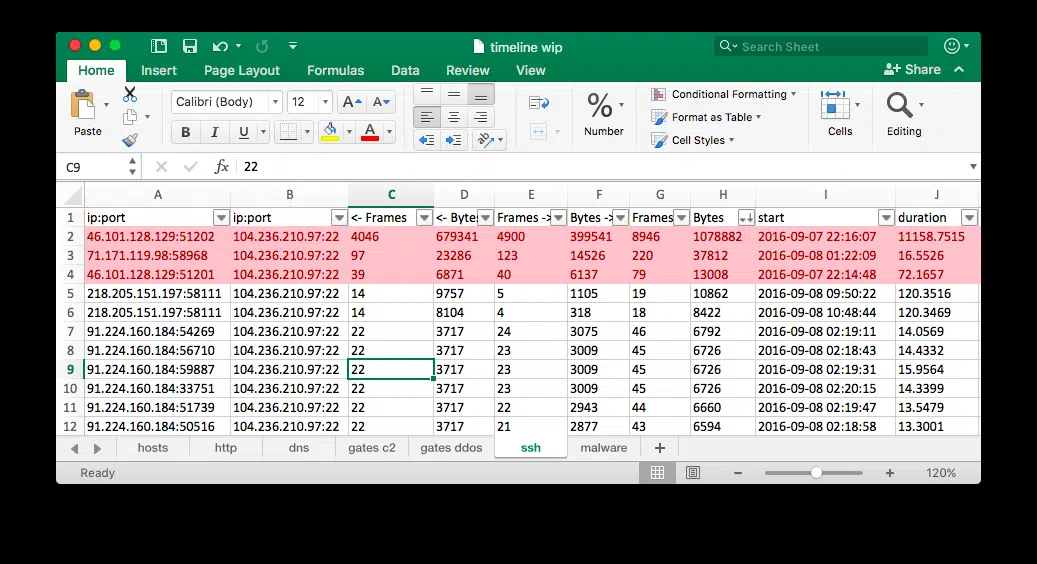 timeline wip
Search Sheet
Home Insert Page Layout Formulas Data Review View Share
Paste
Calibri (Body) 12 A A
B I U A
%
Number
Conditional Formatting
Format as Table
Cell Styles
Cells
Editing
C9 fx 22
A B C D E F G H I J
1 ip:port ip:port <- Frames <- Byte Frames -> Bytes -> Frames Bytes start duration
2 46.101.128.129:51202 104.236.210.97:22 4046 679341 4900 399541 8946 1078882 2016-09-07 22:16:07 11158.7515
3 71.171.119.98:58968 104.236.210.97:22 97 23286 123 14526 220 37812 2016-09-08 01:22:09 16.5526
4 46.101.128.129:51201 104.236.210.97:22 39 6871 40 6137 79 13008 2016-09-07 22:14:48 72.1657
5 218.205.151.197:58111 104.236.210.97:22 14 9757 5 1105 19 10862 2016-09-08 09:50:22 120.3516
6 218.205.151.197:58111 104.236.210.97:22 14 8104 4 318 18 8422 2016-09-08 10:48:44 120.3469
7 91.224.160.184:54269 104.236.210.97:22 22 3717 24 3075 46 6792 2016-09-08 02:19:11 14.0569
8 91.224.160.184:56710 104.236.210.97:22 22 3717 23 3009 45 6726 2016-09-08 02:18:43 14.4332
9 91.224.160.184:59887 104.236.210.97:22 22 3717 23 3009 45 6726 2016-09-08 02:19:31 15.9564
10 91.224.160.184:33751 104.236.210.97:22 22 3717 23 3009 45 6726 2016-09-08 02:20:15 14.3399
11 91.224.160.184:51739 104.236.210.97:22 22 3717 22 2943 44 6660 2016-09-08 02:19:47 13.5479
12 91.224.160.184:50516 104.236.210.97:22 22 3717 21 2877 43 6594 2016-09-08 02:18:58 13.3001
hosts http dns gates c2 gates ddos ssh malware +
Ready 120%